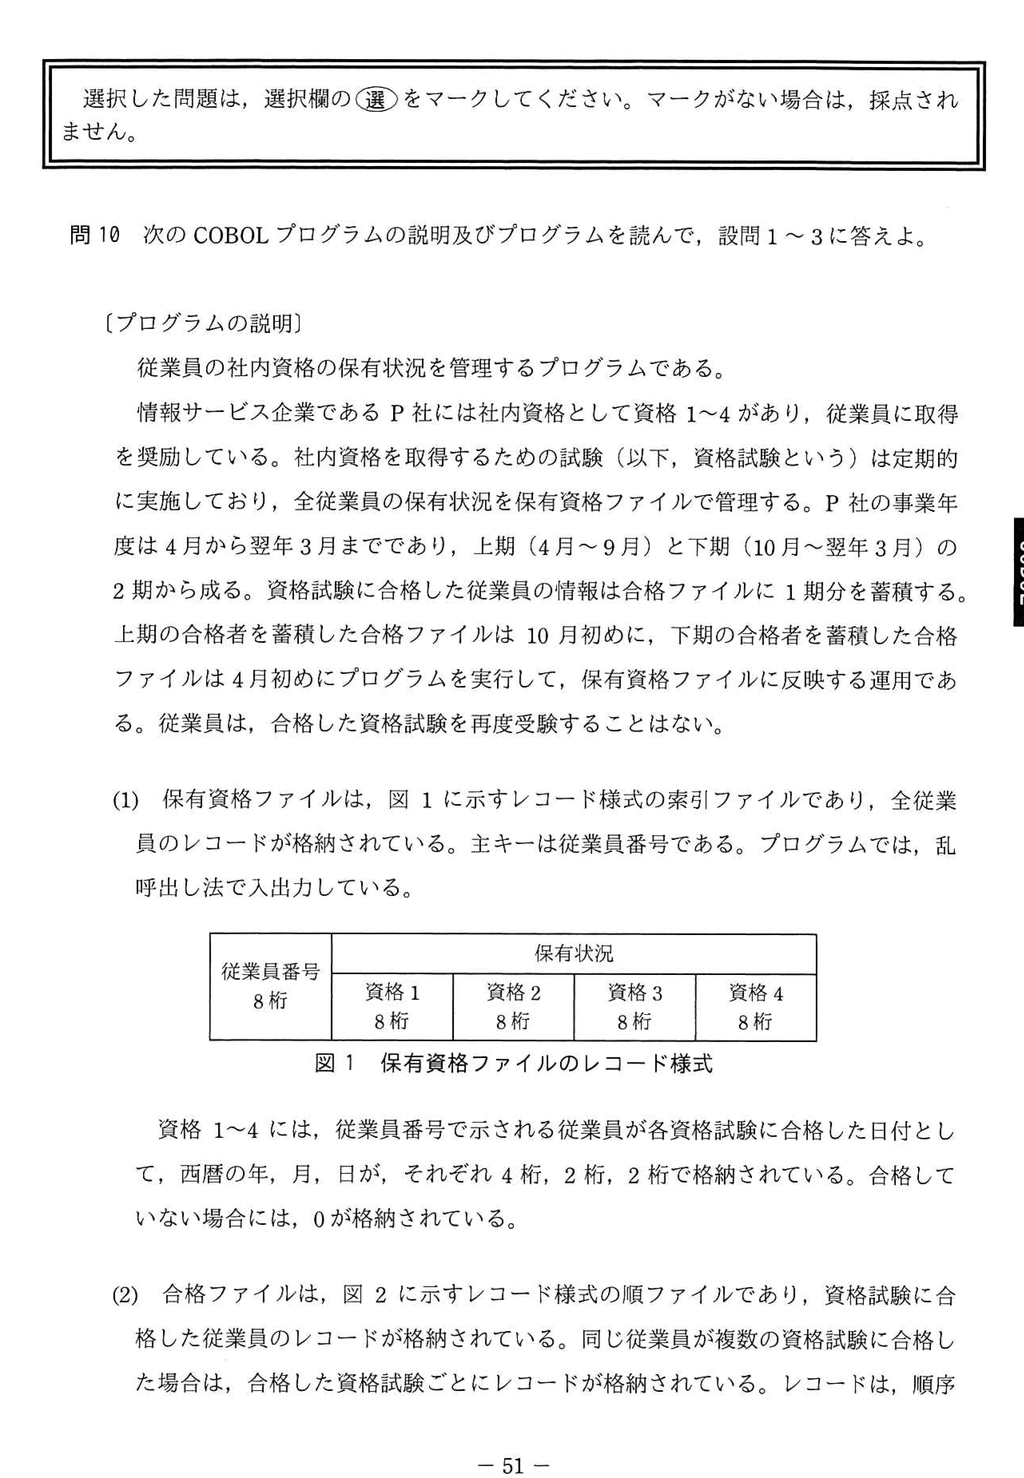 選択した問題は，選択欄の㊟をマークしてください。マークがない場合は，採点され
ません。
問10 次の COBOL プログラムの説明及びプログラムを読んで，設問 1 ～ 3 に答えよ。
〔プログラムの説明〕
従業員の社内資格の保有状況を管理するプログラムである。
情報サービス企業である P 社には社内資格として資格 1～4 があり，従業員に取得
を奨励している。社内資格を取得するための試験（以下，資格試験という）は定期的
に実施しており，全従業員の保有状況を保有資格ファイルで管理する。P 社の事業年
度は 4 月から翌年 3 月までであり，上期（4 月～9 月）と下期（10 月～翌年 3 月）の
2 期から成る。資格試験に合格した従業員の情報は合格ファイルに 1 期分を蓄積する。
上期の合格者を蓄積した合格ファイルは 10 月初めに，下期の合格者を蓄積した合格
ファイルは 4 月初めにプログラムを実行して，保有資格ファイルに反映する運用であ
る。従業員は，合格した資格試験を再度受験することはない。
(1) 保有資格ファイルは，図 1 に示すレコード様式の索引ファイルであり，全従業
員のレコードが格納されている。主キーは従業員番号である。プログラムでは，乱
呼出し法で入出力している。
従業員番号
8 桁
保有状況
資格 1 資格 2 資格 3 資格 4
8 桁 8 桁 8 桁 8 桁
図 1 保有資格ファイルのレコード様式
資格 1～4 には，従業員番号で示される従業員が各資格試験に合格した日付とし
て，西暦の年，月，日が，それぞれ 4 桁，2 桁，2 桁で格納されている。合格して
いない場合には，0 が格納されている。
(2) 合格ファイルは，図 2 に示すレコード様式の順ファイルであり，資格試験に合
格した従業員のレコードが格納されている。同じ従業員が複数の資格試験に合格し
た場合は，合格した資格試験ごとにレコードが格納されている。レコードは，順序
－ 51 －